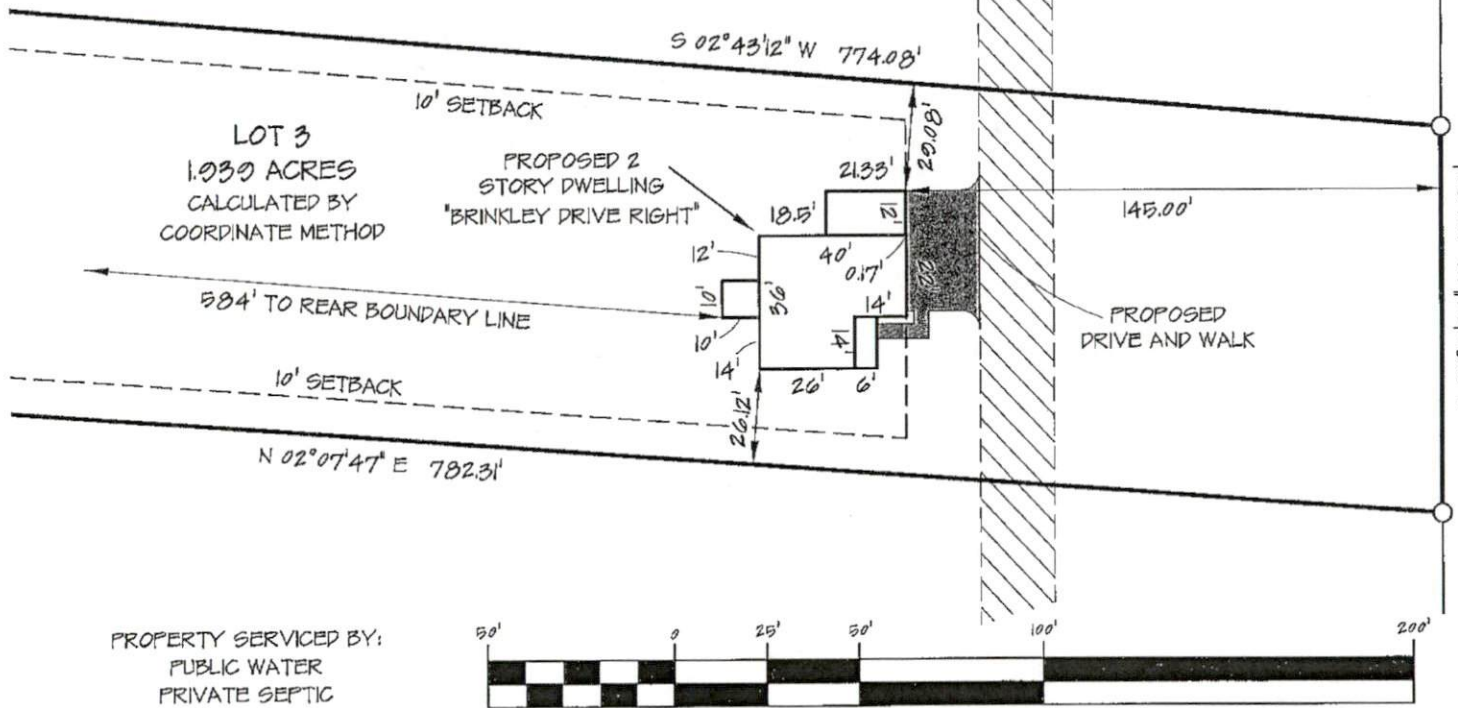 S 02°43'12" W 774.08'
10' SETBACK
LOT 3
1.939 ACRES
CALCULATED BY
COORDINATE METHOD
PROPOSED 2
STORY DWELLING
"BRINKLEY DRIVE RIGHT"
29.08'
21.33'
145.00'
18.5'
12'
12'
40'
0.17'
22'
584' TO REAR BOUNDARY LINE
10'
36'
14'
PROPOSED
DRIVE AND WALK
10'
14'
14'
26'
6'
10' SETBACK
26.12'
N 02°07'47" E 782.31'
PROPERTY SERVICED BY:
PUBLIC WATER
PRIVATE SEPTIC
50' 0 25' 50' 100' 200'